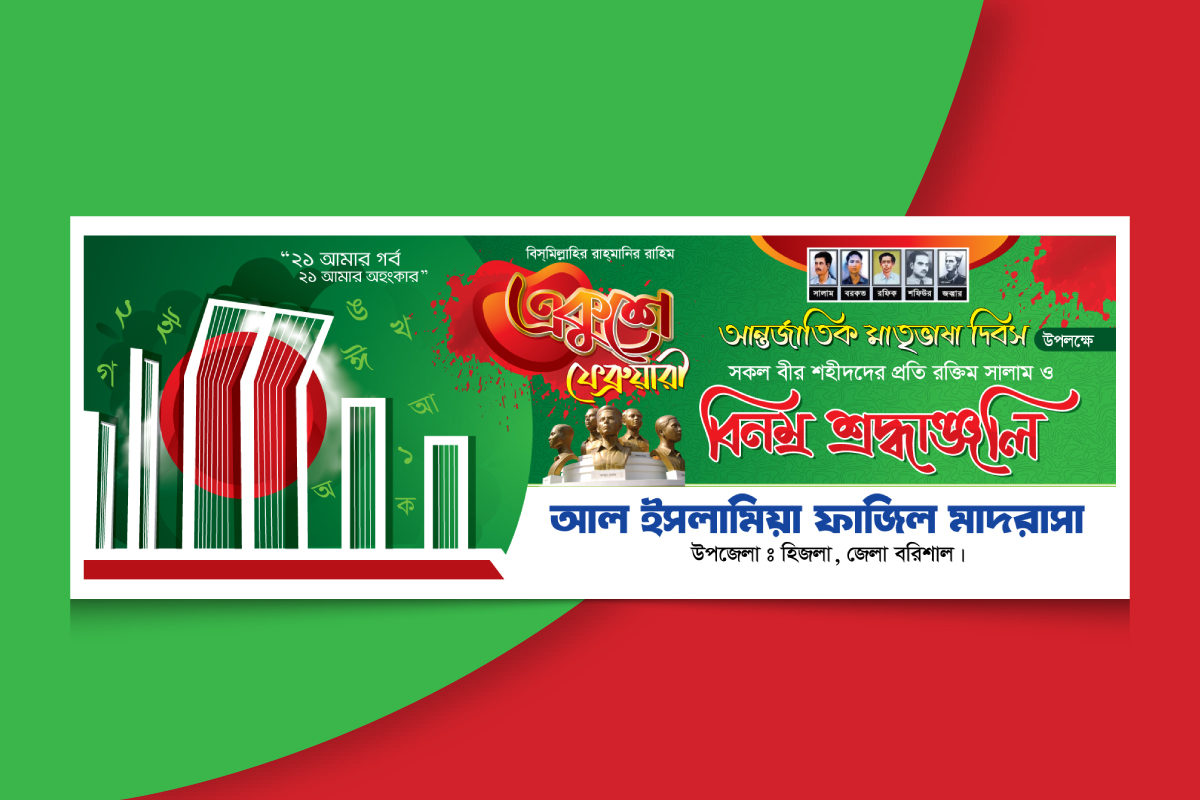 “২১ আমার গর্ব
২১ আমার অহংকার”
ৎ
অ
ঙ
খ
ঈ
গ
আ
১
অ
ক
বিস্‌মিল্লাহির রাহ্‌মানির রাহিম
একুশে
ফেব্রুয়ারী
সালাম বরকত রফিক শফিউর জব্বার
আন্তর্জাতিক মাতৃভাষা দিবস উপলক্ষে
সকল বীর শহীদদের প্রতি রক্তিম সালাম ও
বিনম্র শ্রদ্ধাঞ্জলি
আল ইসলামিয়া ফাজিল মাদরাসা
উপজেলা ঃ হিজলা, জেলা বরিশাল।